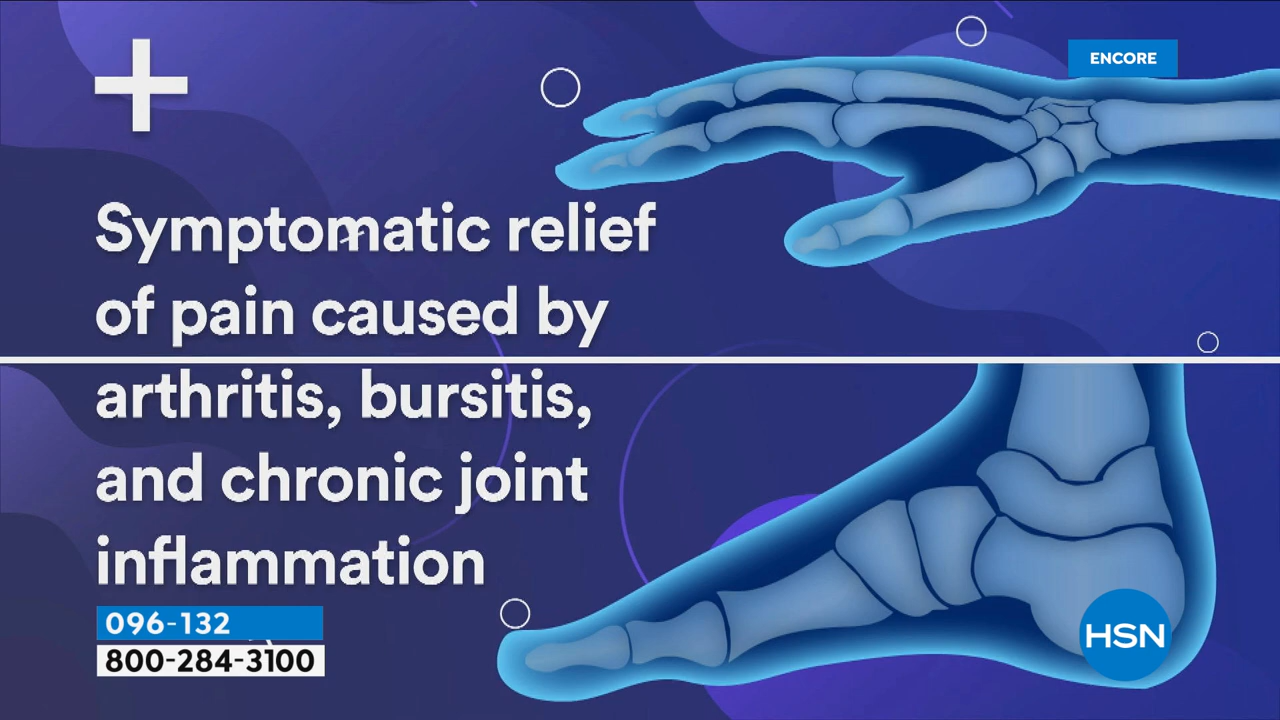 ENCORE
Symptomatic relief
of pain caused by
arthritis, bursitis,
and chronic joint
inflammation
096-132
800-284-3100
HSN